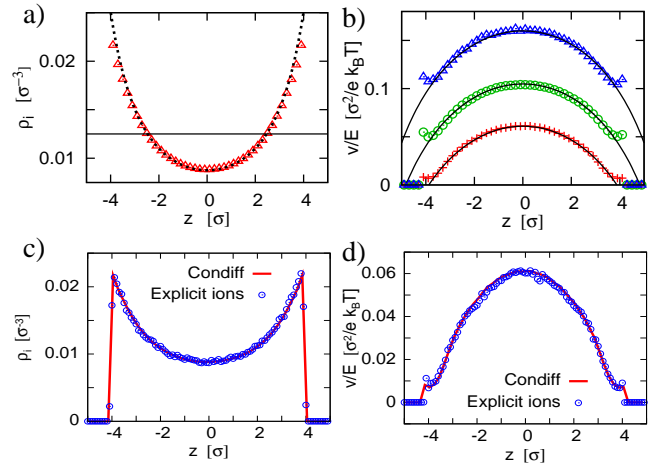 a)
ρi [σ-3]
0.02
0.01
-4 -2 0 2 4
z [σ]
b)
v/E [σ2/e kBT]
0.1
0
-4 -2 0 2 4
z [σ]
c)
ρi [σ-3]
0.02
0.01
0
Condiff
Explicit ions
-4 -2 0 2 4
z [σ]
d)
v/E [σ2/e kBT]
0.06
0.04
0.02
0
Condiff
Explicit ions
-4 -2 0 2 4
z [σ]